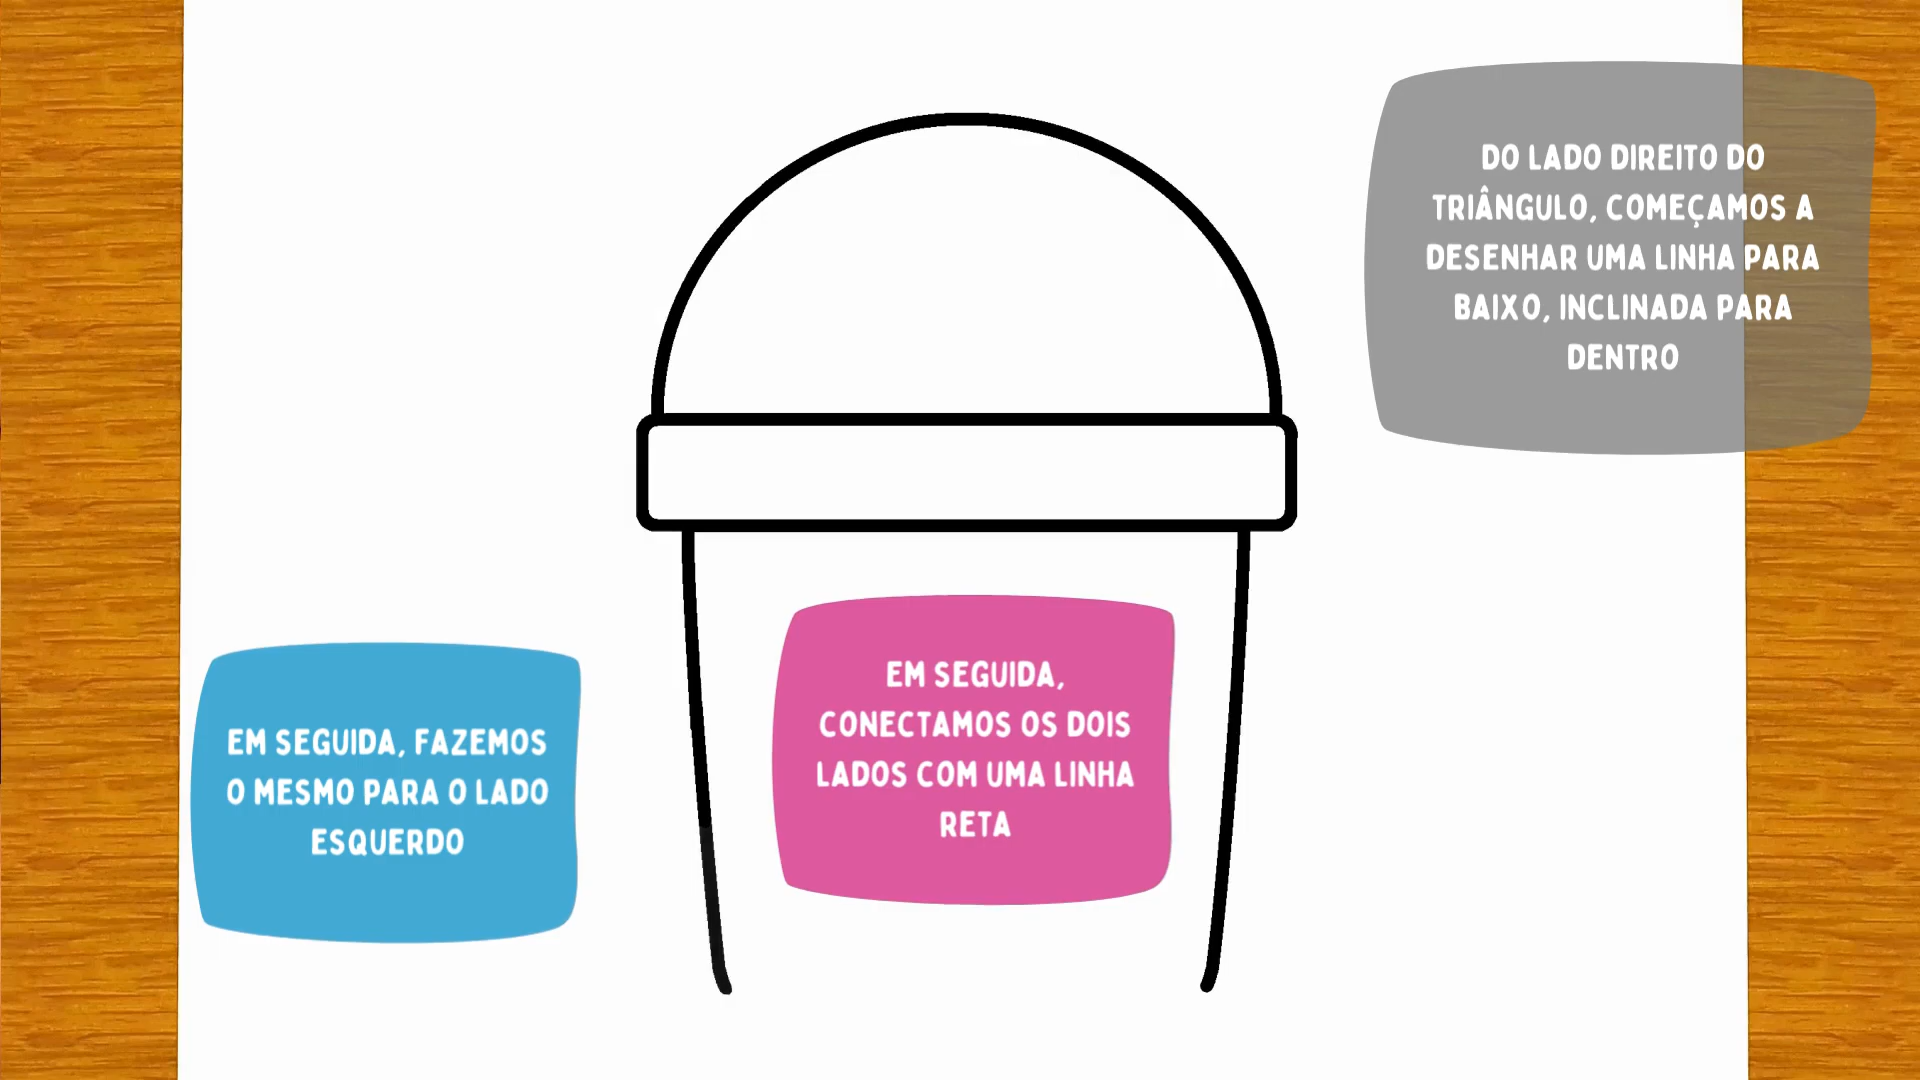 DO LADO DIREITO DO
TRIÂNGULO, COMEÇAMOS A
DESENHAR UMA LINHA PARA
BAIXO, INCLINADA PARA
DENTRO
EM SEGUIDA, FAZEMOS
O MESMO PARA O LADO
ESQUERDO
EM SEGUIDA,
CONECTAMOS OS DOIS
LADOS COM UMA LINHA
RETA